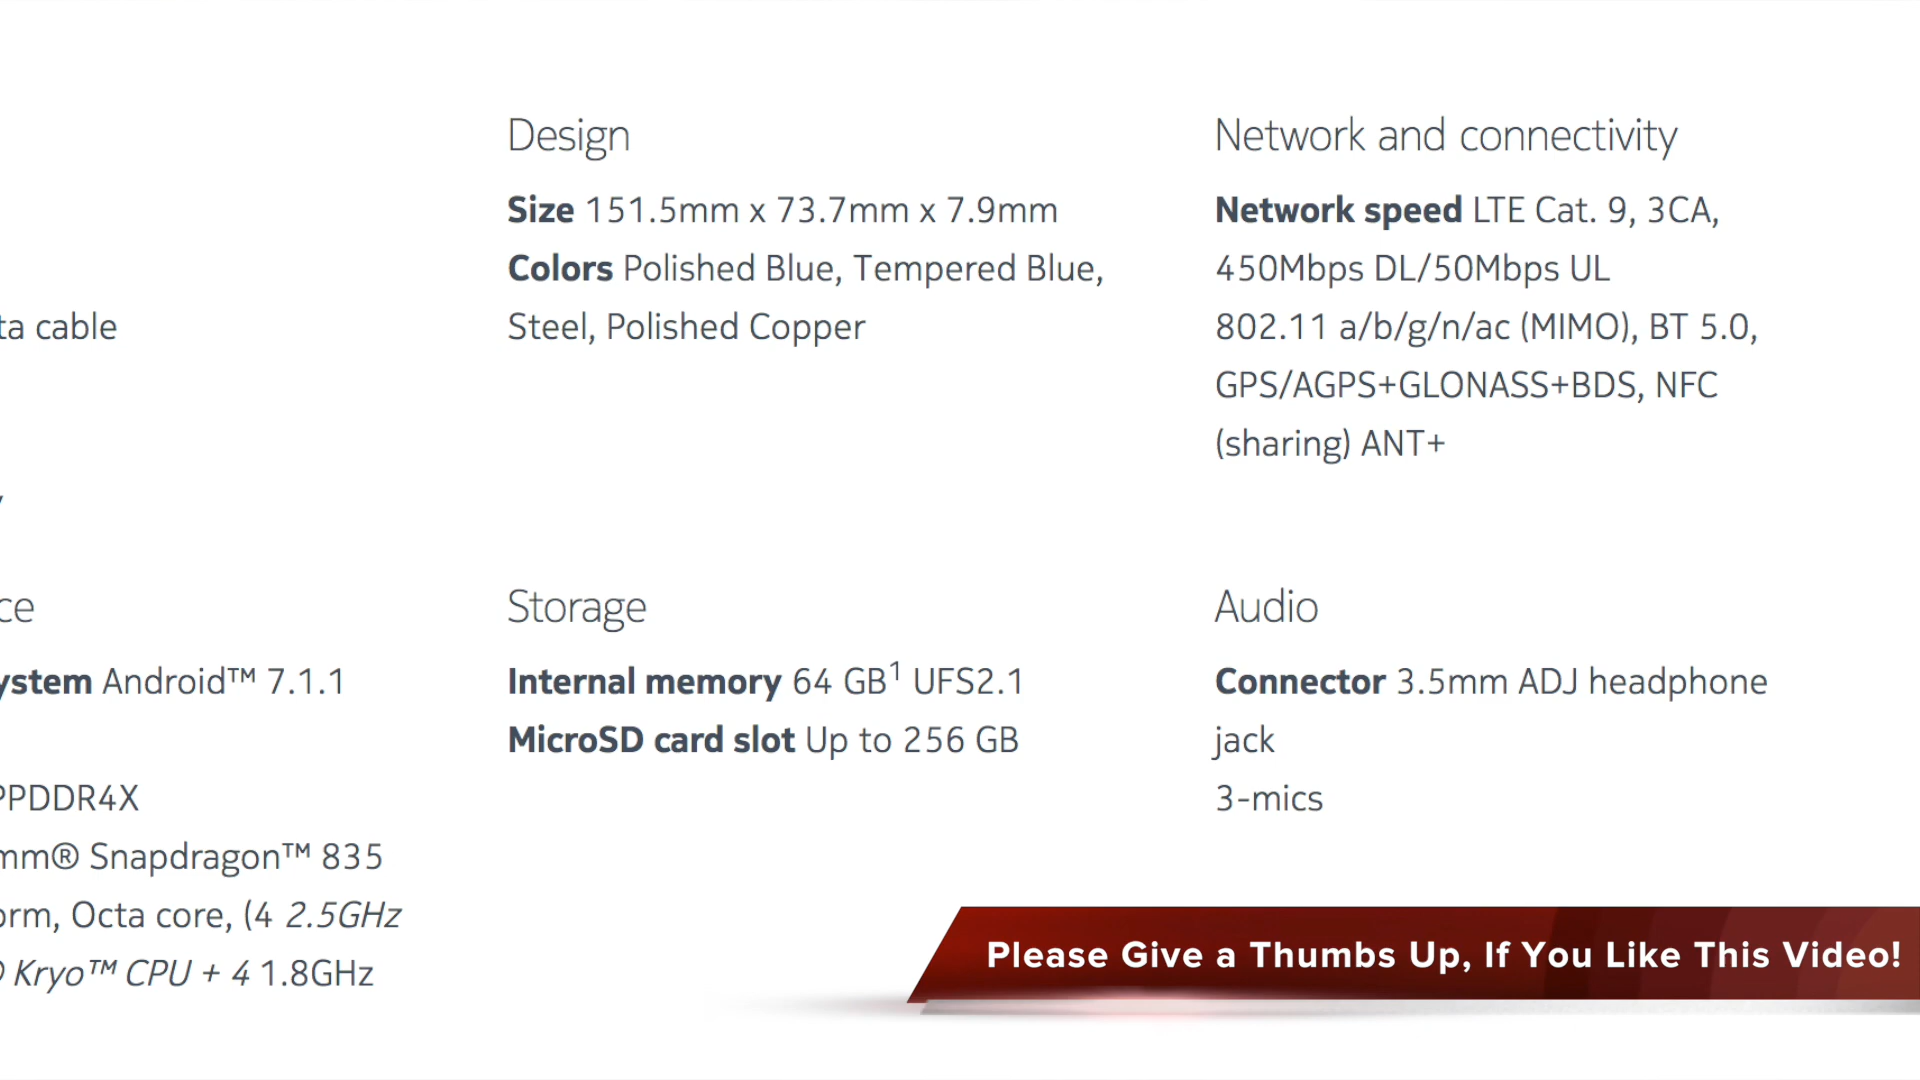 ta cable
ce
ystem Android™ 7.1.1
PPDDR4X
mm® Snapdragon™ 835
orm, Octa core, (4 2.5GHz
Kryo™ CPU + 4 1.8GHz
Design
Size 151.5mm x 73.7mm x 7.9mm
Colors Polished Blue, Tempered Blue,
Steel, Polished Copper
Storage
Internal memory 64 GB¹ UFS2.1
MicroSD card slot Up to 256 GB
Network and connectivity
Network speed LTE Cat. 9, 3CA,
450Mbps DL/50Mbps UL
802.11 a/b/g/n/ac (MIMO), BT 5.0,
GPS/AGPS+GLONASS+BDS, NFC
(sharing) ANT+
Audio
Connector 3.5mm ADJ headphone
jack
3-mics
Please Give a Thumbs Up, If You Like This Video!